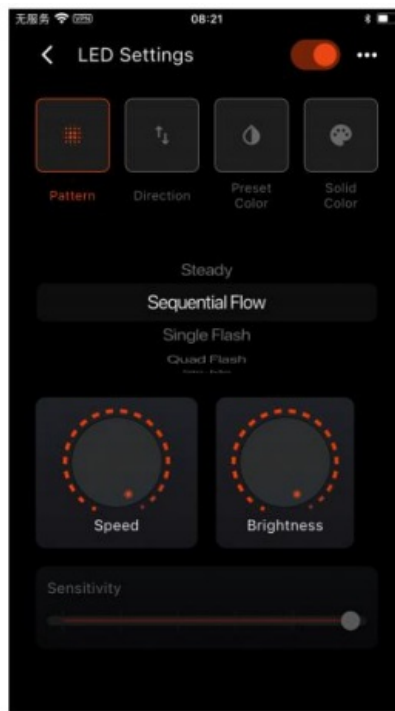 无服务 VPN 08:21
LED Settings
Pattern
Direction
Preset
Color
Solid
Color
Steady
Sequential Flow
Single Flash
Quad Flash
Speed
Brightness
Sensitivity